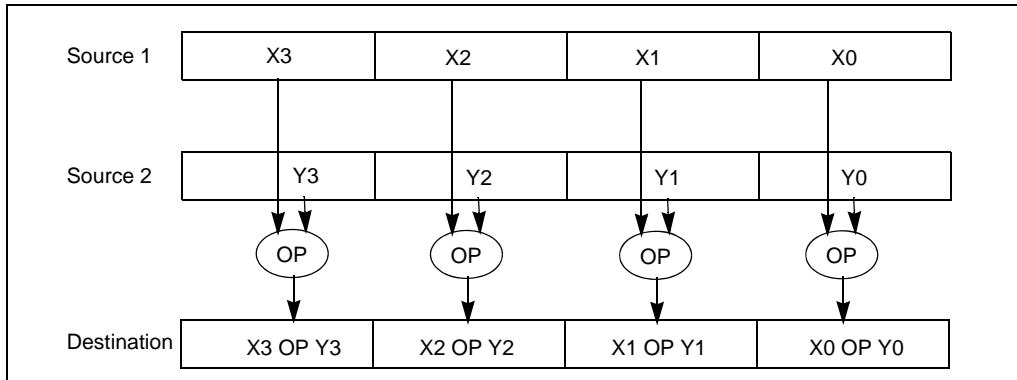 Source 1 X3 X2 X1 X0
Source 2 Y3 Y2 Y1 Y0
OP OP OP OP
Destination X3 OP Y3 X2 OP Y2 X1 OP Y1 X0 OP Y0